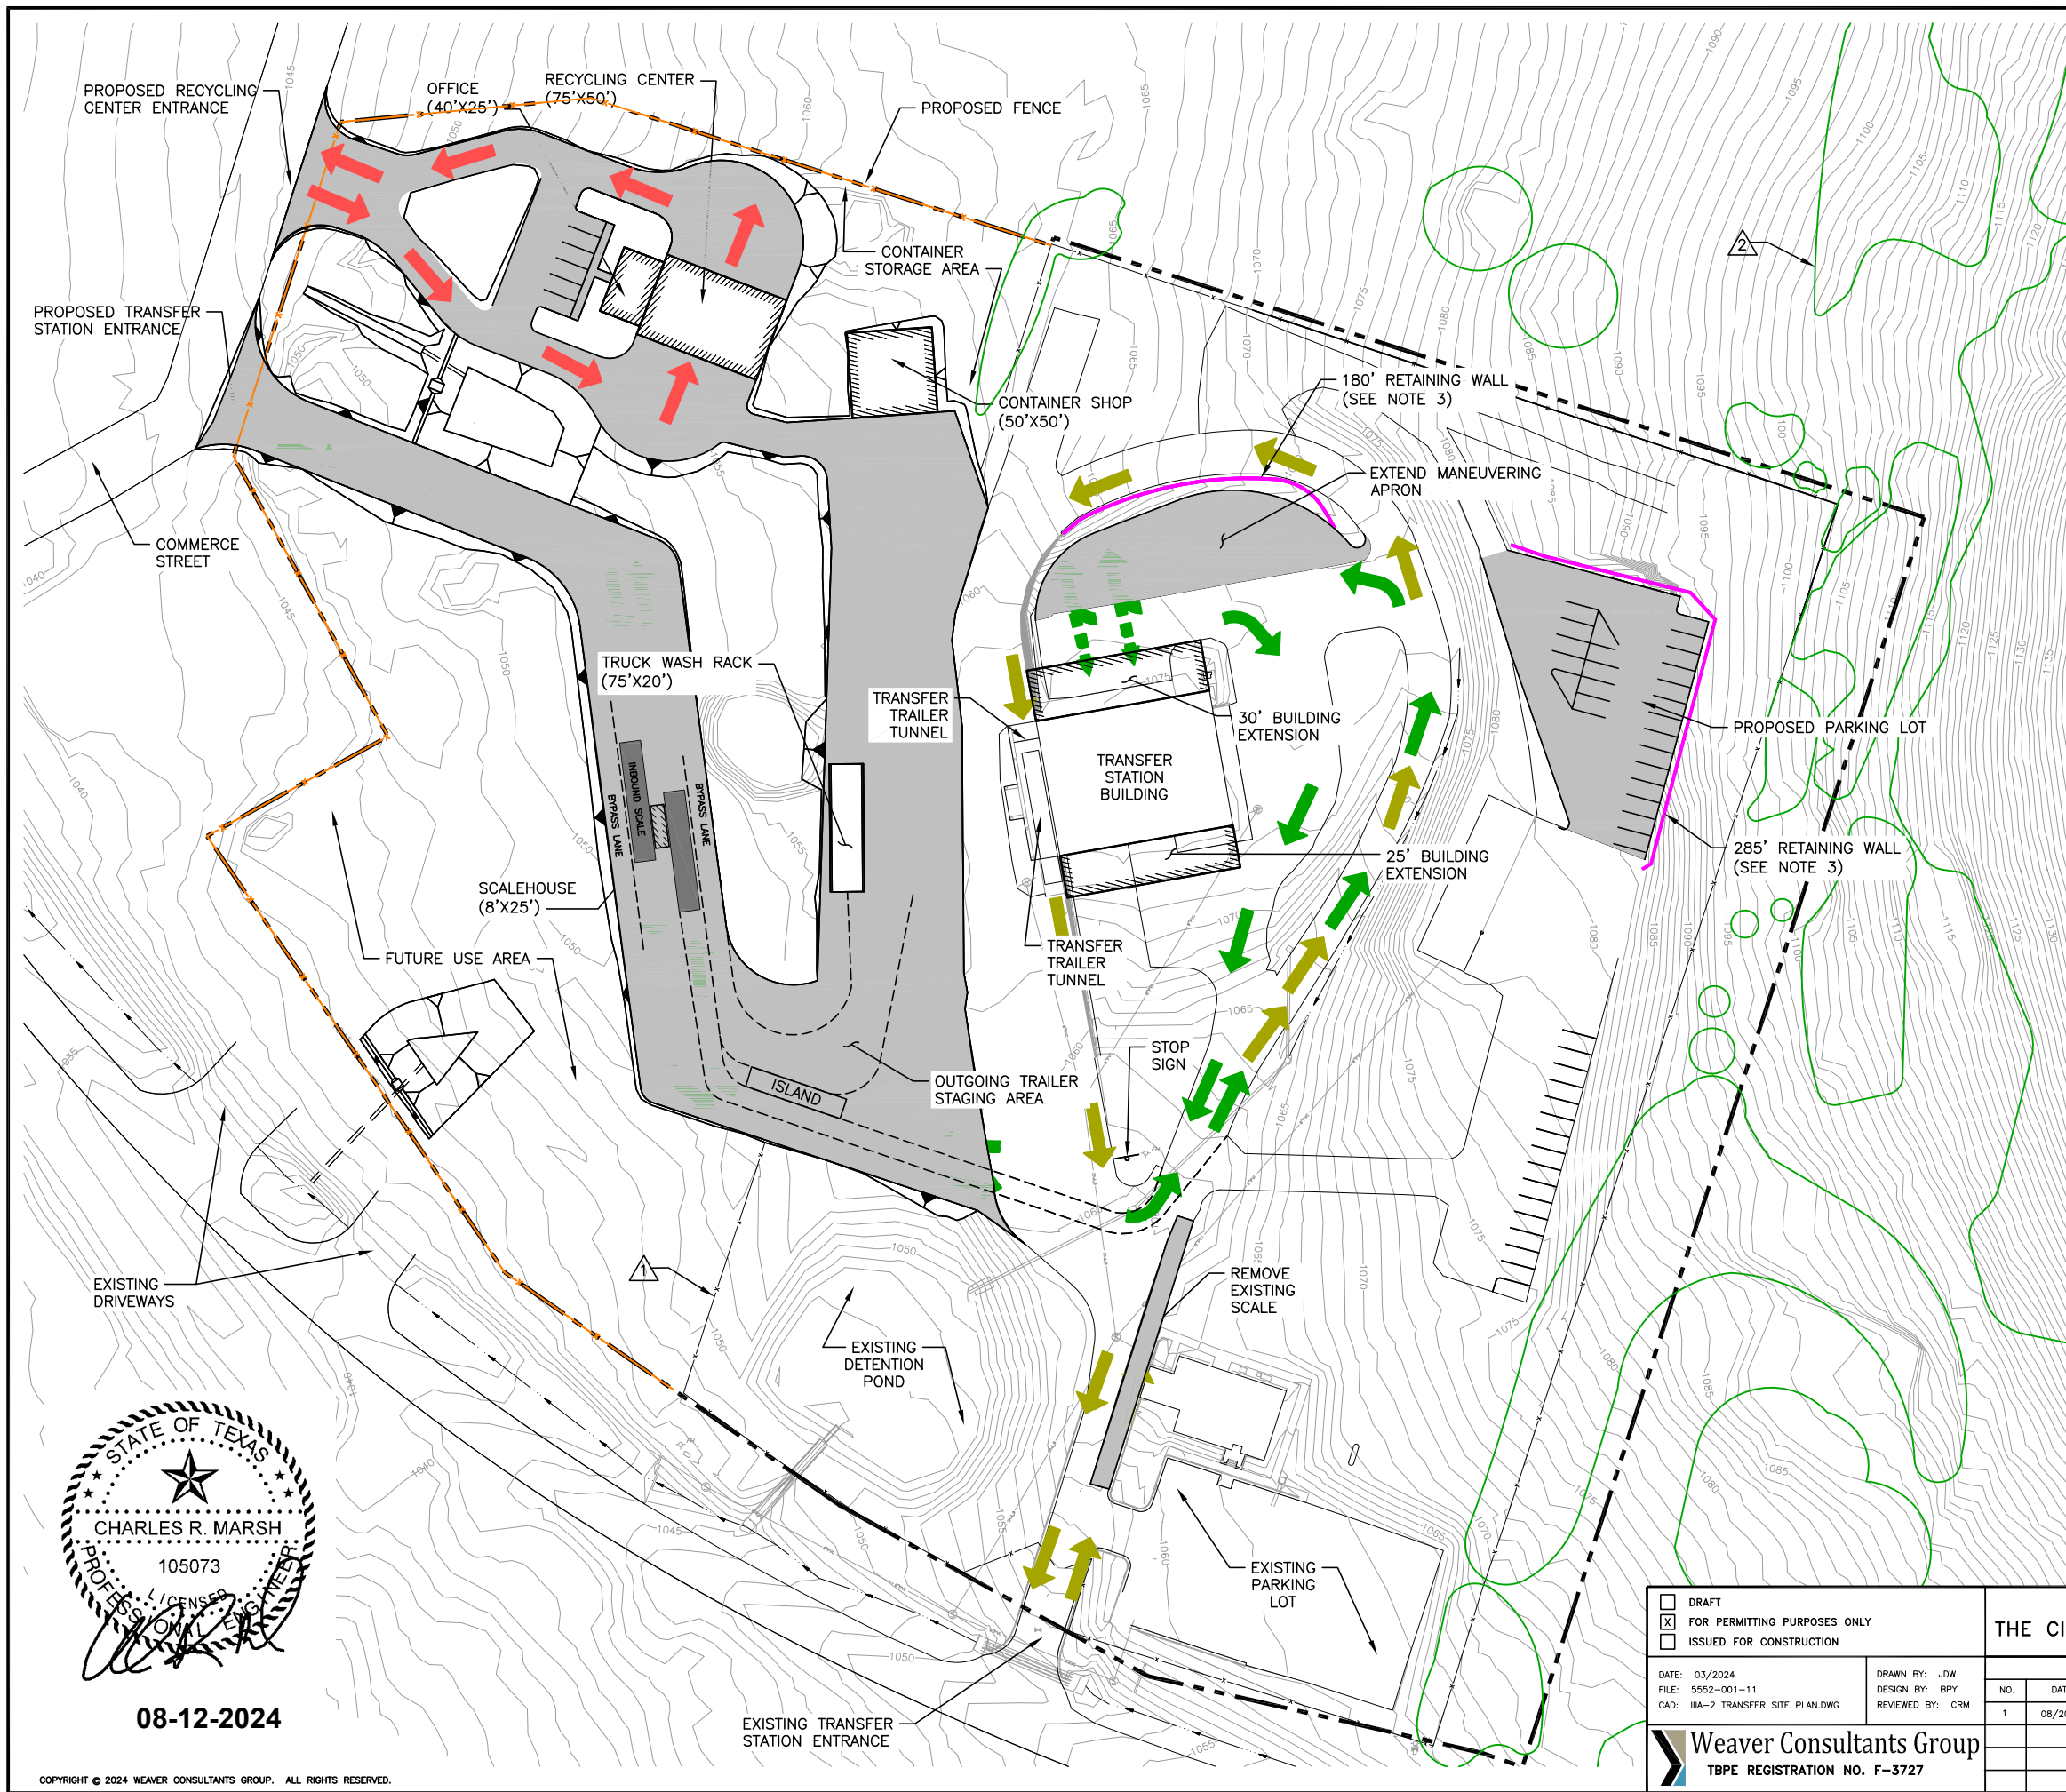 PROPOSED RECYCLING
CENTER ENTRANCE
OFFICE
(40'X25')
RECYCLING CENTER
(75'X50')
PROPOSED FENCE
CONTAINER
STORAGE AREA
PROPOSED TRANSFER
STATION ENTRANCE
CONTAINER SHOP
(50'X50')
180' RETAINING WALL
(SEE NOTE 3)
EXTEND MANEUVERING
APRON
COMMERCE
STREET
TRUCK WASH RACK
(75'X20')
TRANSFER
TRAILER
TUNNEL
30' BUILDING
EXTENSION
TRANSFER
STATION
BUILDING
PROPOSED PARKING LOT
INBOUND SCALE
BYPASS LANE
BYPASS LANE
25' BUILDING
EXTENSION
285' RETAINING WALL
(SEE NOTE 3)
SCALEHOUSE
(8'X25')
FUTURE USE AREA
TRANSFER
TRAILER
TUNNEL
STOP
SIGN
OUTGOING TRAILER
STAGING AREA
ISLAND
EXISTING
DRIVEWAYS
1
2
REMOVE
EXISTING
SCALE
EXISTING
DETENTION
POND
EXISTING
PARKING
LOT
EXISTING TRANSFER
STATION ENTRANCE
STATE OF TEXAS
CHARLES R. MARSH
105073
LICENSED
PROFESSIONAL ENGINEER
08-12-2024
COPYRIGHT © 2024 WEAVER CONSULTANTS GROUP. ALL RIGHTS RESERVED.
DRAFT
X FOR PERMITTING PURPOSES ONLY
ISSUED FOR CONSTRUCTION
THE CI
DATE: 03/2024
FILE: 5552-001-11
CAD: IIIA-2 TRANSFER SITE PLAN.DWG
DRAWN BY: JDW
DESIGN BY: BPY
REVIEWED BY: CRM
NO. DAT
1 08/20
Weaver Consultants Group
TBPE REGISTRATION NO. F-3727